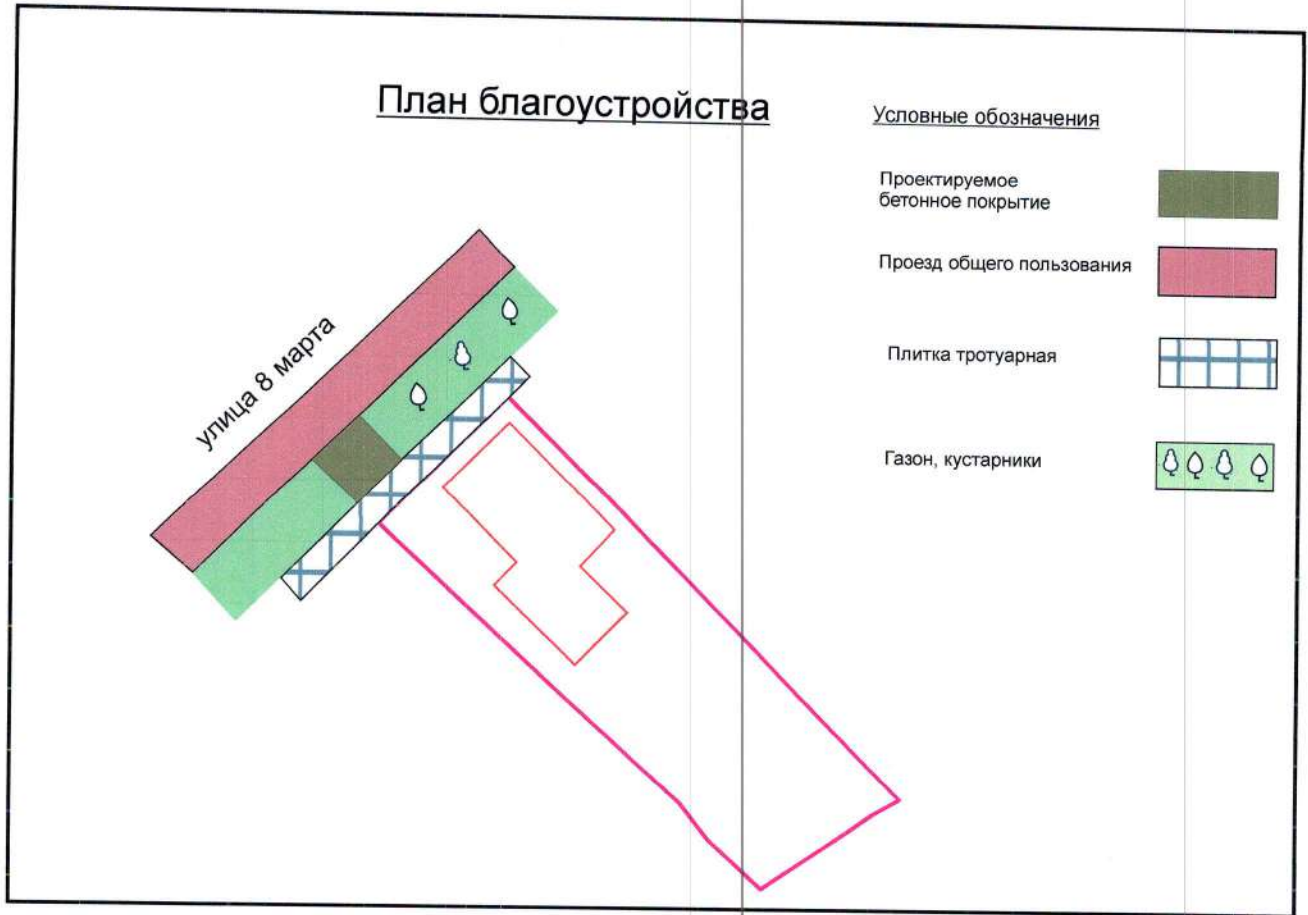 План благоустройства
Условные обозначения
Проектируемое
бетонное покрытие
Проезд общего пользования
Плитка тротуарная
Газон, кустарники
улица 8 марта